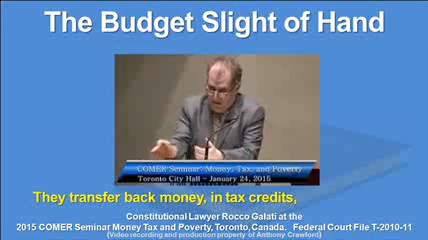 The Budget Slight of Hand
COMER Seminar: Money, Tax, and Poverty
Toronto City Hall - January 24, 2015
They transfer back money, in tax credits,
Constitutional Lawyer Rocco Galati at the
2015 COMER Seminar Money Tax and Poverty, Toronto, Canada. Federal Court File T-2010-11
(Video recording and production property of Anthony Crawford)